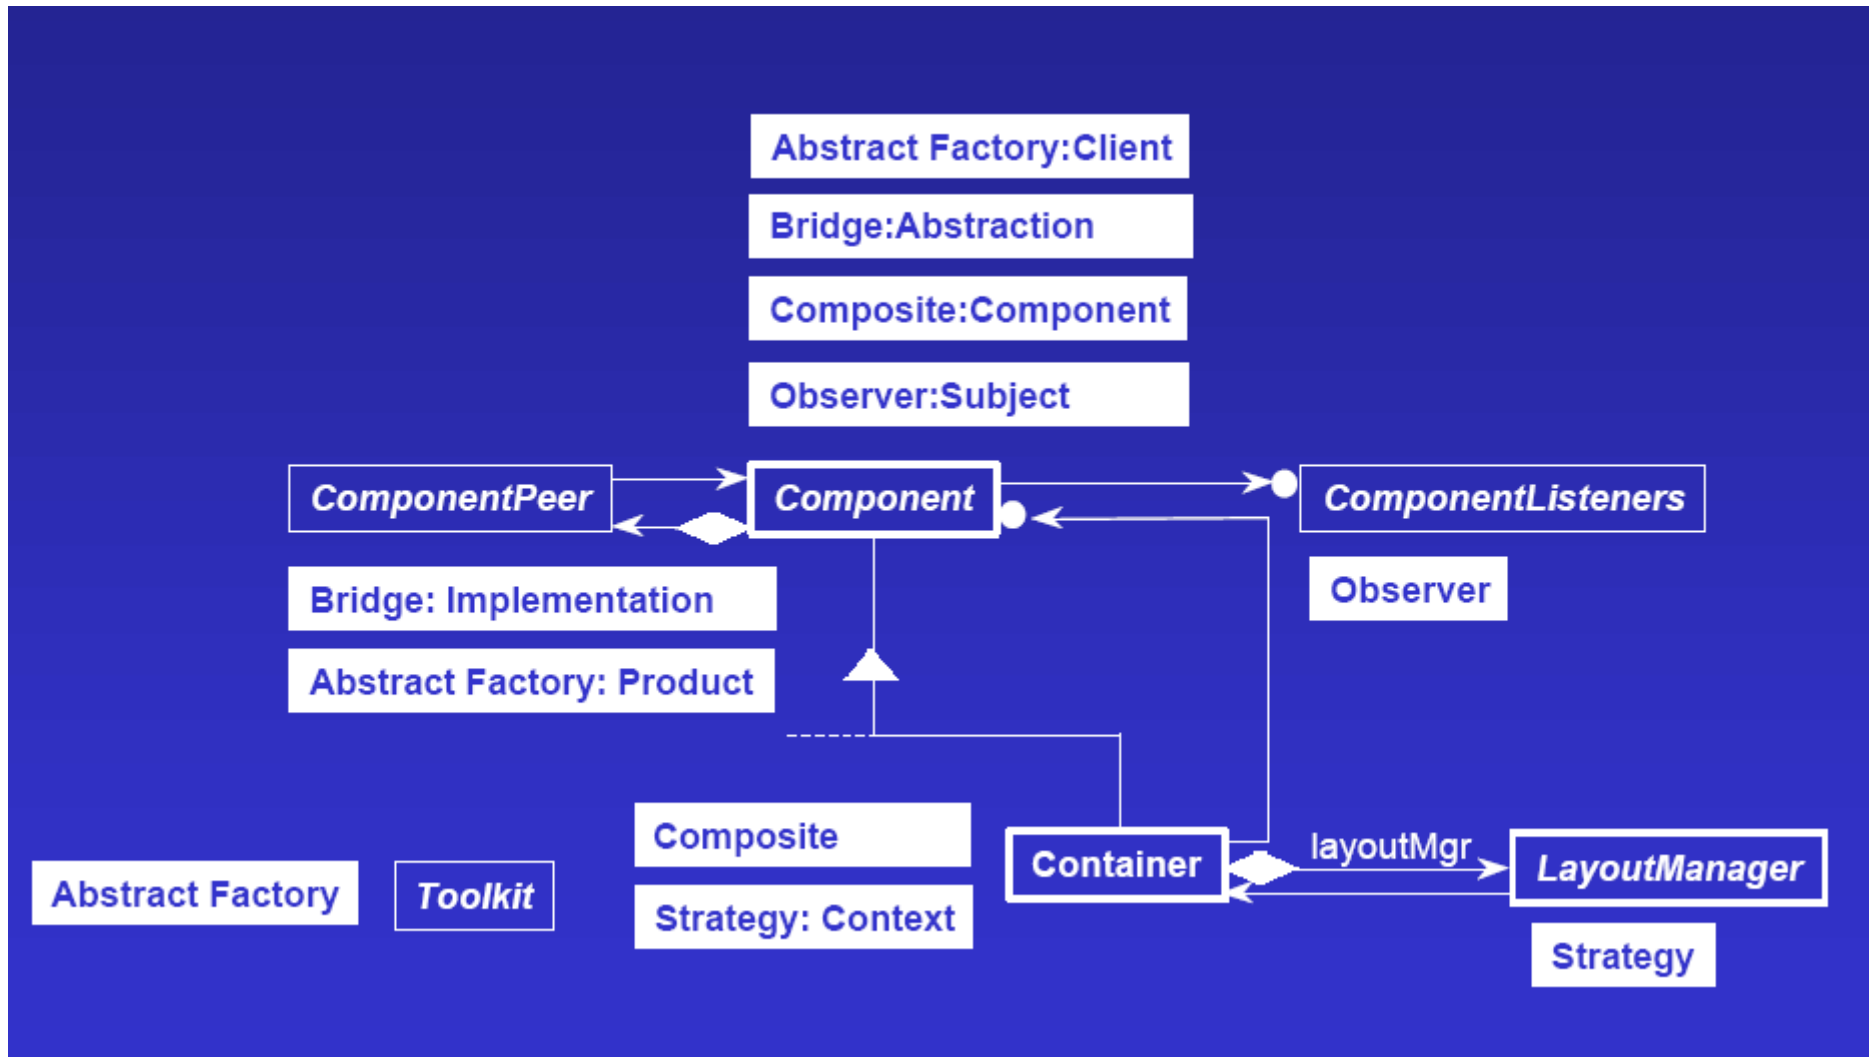 Abstract Factory:Client
Bridge:Abstraction
Composite:Component
Observer:Subject
ComponentPeer
Component
ComponentListeners
Bridge: Implementation
Observer
Abstract Factory: Product
Composite
Container
layoutMgr
LayoutManager
Abstract Factory
Toolkit
Strategy: Context
Strategy